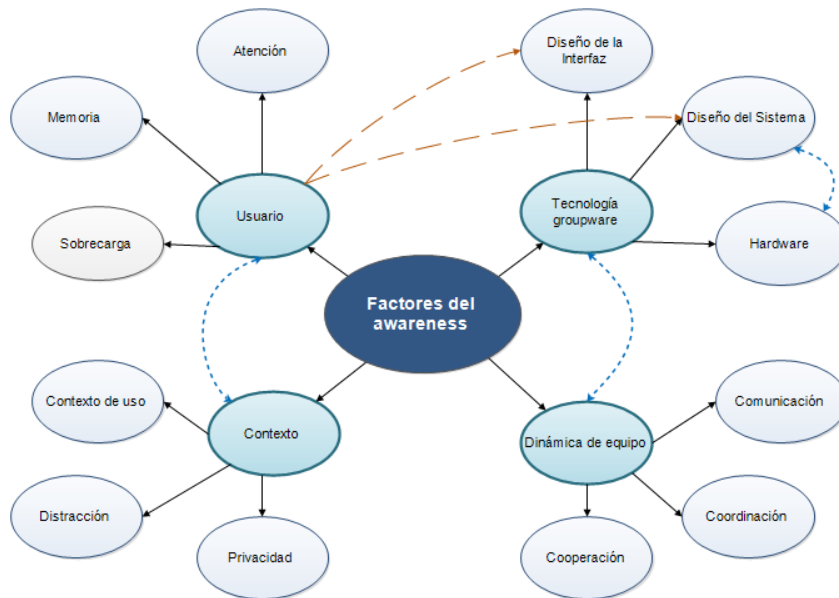 Atención
Diseño de la
Interfaz
Memoria
Diseño del Sistema
Usuario
Tecnología
groupware
Sobrecarga
Hardware
Factores del
awareness
Contexto de uso
Comunicación
Contexto
Dinámica de equipo
Distracción
Coordinación
Privacidad
Cooperación